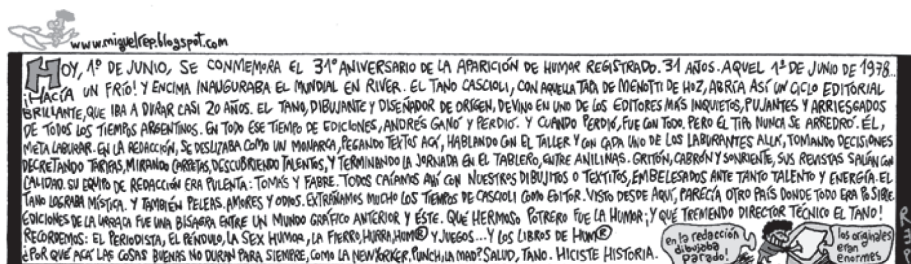 www.miguelrep.blogspot.com
HOY, 1º DE JUNIO, SE CONMEMORA EL 31º ANIVERSARIO DE LA APARICIÓN DE HUMOR REGISTRADO. 31 AÑOS. AQUEL 1º DE JUNIO DE 1978...
¡HACÍA UN FRÍO! Y ENCIMA INAUGURABA EL MUNDIAL EN RIVER. EL TANO CASCIOLI, CON AQUELLA TAPA DE MENOTTI DE HOZ, ABRÍA ASÍ UN CICLO EDITORIAL
BRILLANTE, QUE IBA A DURAR CASI 20 AÑOS. EL TANO, DIBUJANTE Y DISEÑADOR DE ORIGEN, DEVINO EN UNO DE LOS EDITORES MÁS INQUIETOS, PUJANTES Y ARRIESGADOS
DE TODOS LOS TIEMPOS ARGENTINOS. EN TODO ESE TIEMPO DE EDICIONES, ANDRÉS GANÓ Y PERDIÓ. Y CUANDO PERDIÓ, FUE CON TODO. PERO EL TIPO NUNCA SE ARREDRÓ. ÉL,
META LABURAR. EN LA REDACCIÓN, SE DESLIZABA COMO UN MONARCA, PEGANDO TEXTOS ACÁ, HABLANDO CON EL TALLER Y CON CADA UNO DE LOS LABURANTES ALLÁ, TOMANDO DECISIONES
DECRETANDO TARIFAS, MIRANDO CARPETAS, DESCUBRIENDO TALENTOS, Y TERMINANDO LA JORNADA EN EL TABLERO, ENTRE ANILINAS. GRITÓN, CABRÓN Y SONRIENTE, SUS REVISTAS SALÍAN CON
CALIDAD. SU EQUIPO DE REDACCIÓN ERA PULENTA: TOMÁS Y FABRE. TODOS CAÍAMOS AHÍ CON NUESTROS DIBUJITOS O TEXTITOS, EMBELESADOS ANTE TANTO TALENTO Y ENERGÍA. EL
TANO LOGRABA MÍSTICA. Y TAMBIÉN PELEAS. AMORES Y ODIOS. EXTRAÑAMOS MUCHO LOS TIEMPOS DE CASCIOLI COMO EDITOR. VISTO DESDE AQUÍ, PARECÍA OTRO PAÍS DONDE TODO ERA POSIBLE
EDICIONES DE LA URRACA FUE UNA BISAGRA ENTRE UN MUNDO GRÁFICO ANTERIOR Y ÉSTE. QUÉ HERMOSO POTRERO FUE LA HUMOR; Y QUÉ TREMENDO DIRECTOR TÉCNICO EL TANO!
RECORDEMOS: EL PERIODISTA, EL PÉNDULO, LA SEX HUMOR, LA FIERRO, HURRA, HUM® Y JUEGOS... Y LOS LIBROS DE HUM®
¿POR QUÉ ACÁ LAS COSAS BUENAS NO DURAN PARA SIEMPRE, COMO LA NEW YORKER, PUNCH, LA MAD? SALUD, TANO. HICISTE HISTORIA.
en la redacción
dibujaba
parado!
los originales
eran
enormes
REP